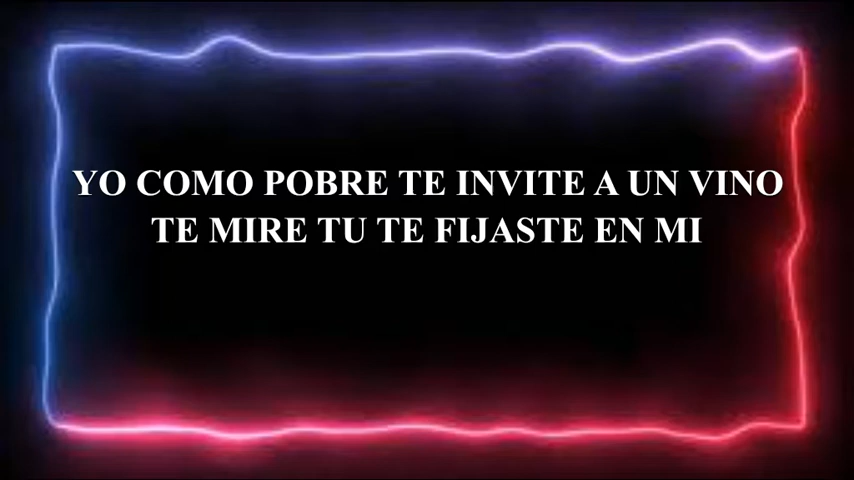 YO COMO POBRE TE INVITE A UN VINO
TE MIRE TU TE FIJASTE EN MI